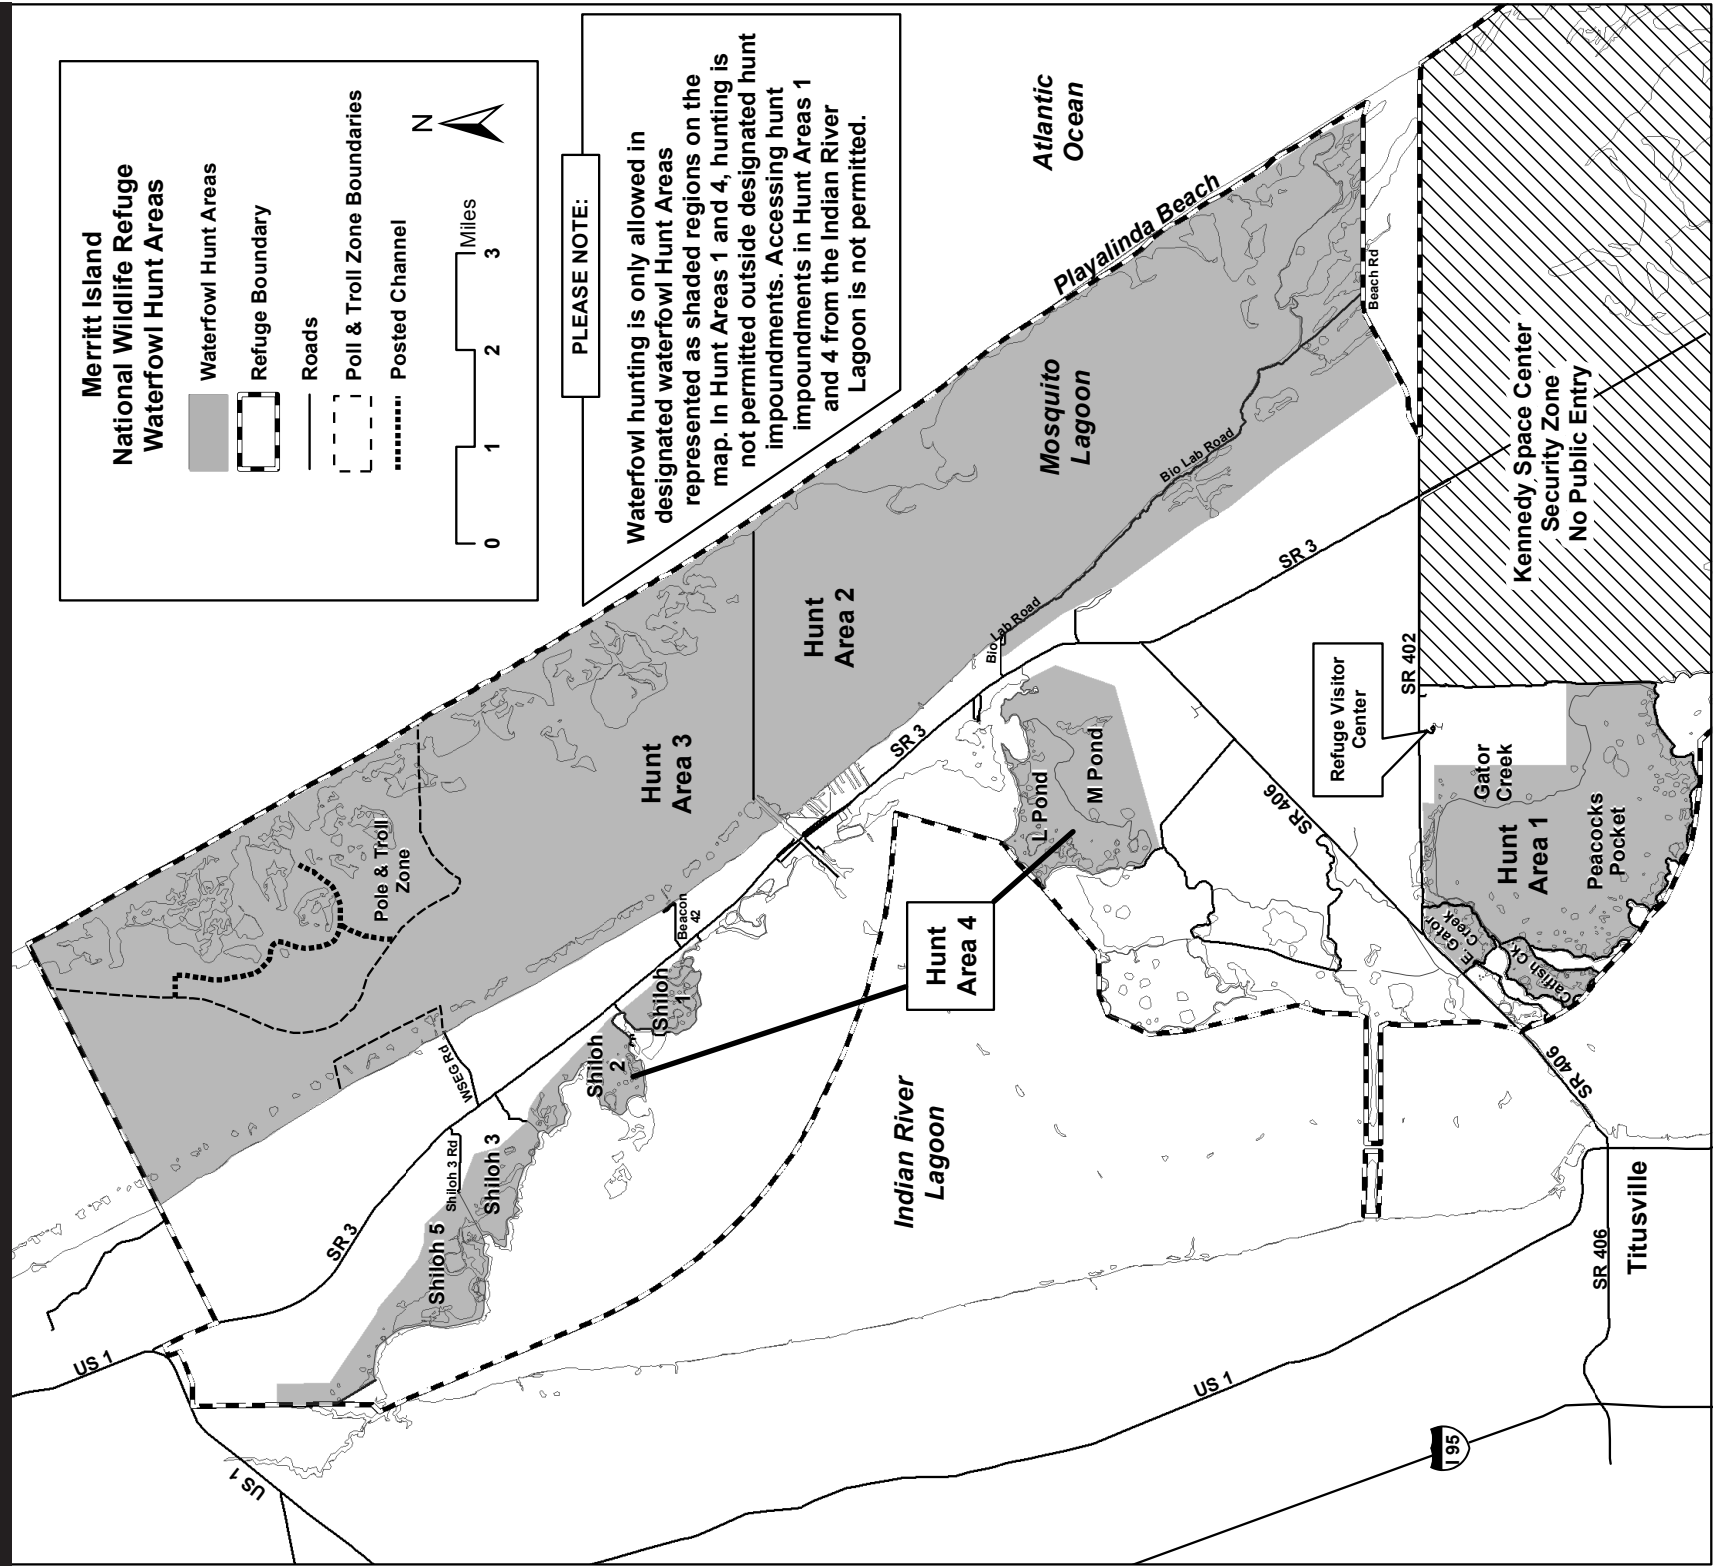 Merritt Island
National Wildlife Refuge
Waterfowl Hunt Areas
Waterfowl Hunt Areas
Refuge Boundary
Roads
Poll & Troll Zone Boundaries
Posted Channel
N
0 1 2 3 Miles
PLEASE NOTE:
Waterfowl hunting is only allowed in
designated waterfowl Hunt Areas
represented as shaded regions on the
map. In Hunt Areas 1 and 4, hunting is
not permitted outside designated hunt
impoundments. Accessing hunt
impoundments in Hunt Areas 1
and 4 from the Indian River
Lagoon is not permitted.
Atlantic
Ocean
Playalinda Beach
Mosquito
Lagoon
Beach Rd
Bio Lab Road
Bio Lab Road
Hunt
Area 2
Hunt
Area 3
Pole & Troll
Zone
SR 3
SR 3
SR 3
Beacon
42
WSEG Rd
Shiloh
1
Shiloh
2
Shiloh 3 Rd
Shiloh 3
Shiloh 5
Hunt
Area 4
L Pond
M Pond
Indian River
Lagoon
SR 406
SR 406
SR 406
SR 402
Refuge Visitor
Center
Kennedy Space Center
Security Zone
No Public Entry
Gator
Creek
Hunt
Area 1
Peacocks
Pocket
E. Gator
Creek
Catfish Ck.
Titusville
US 1
US 1
US 1
I 95